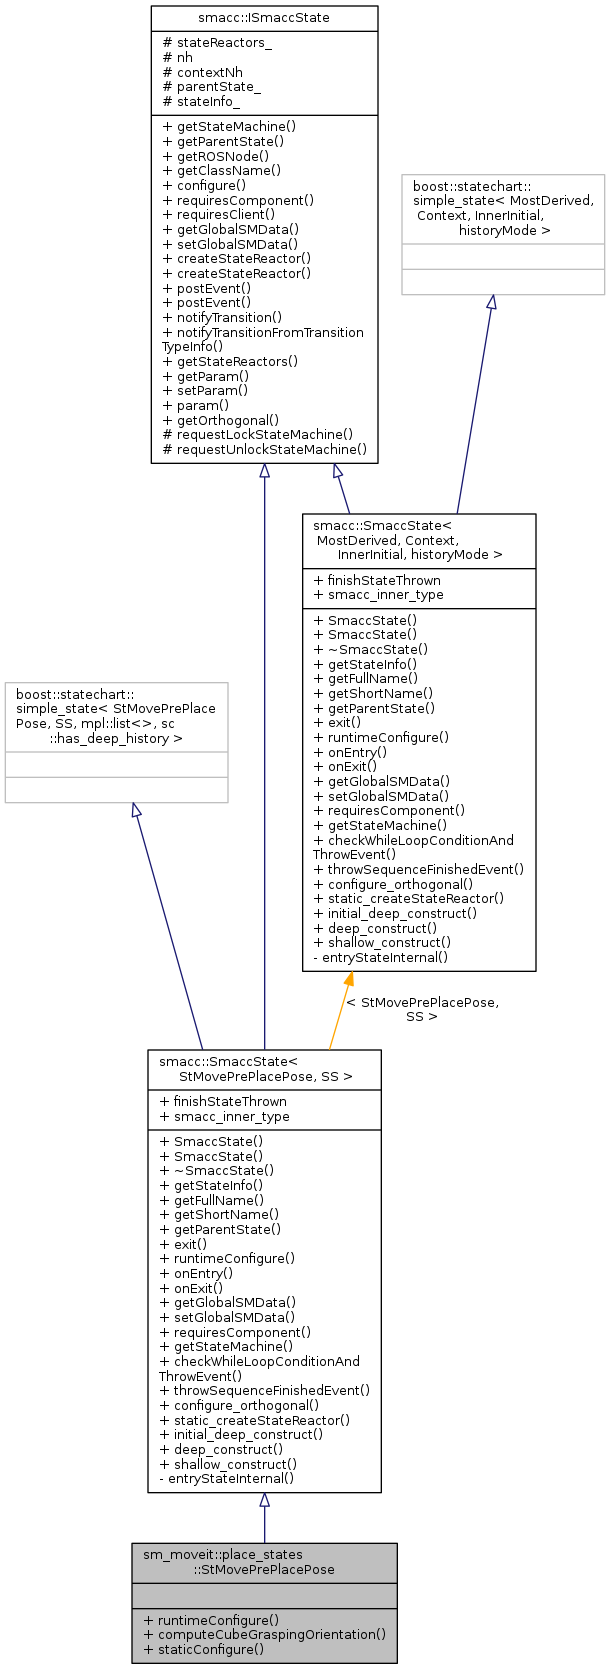 smacc::ISmaccState
# stateReactors_
# nh
# contextNh
# parentState_
# stateInfo_
+ getStateMachine()
+ getParentState()
+ getROSNode()
+ getClassName()
+ configure()
+ requiresComponent()
+ requiresClient()
+ getGlobalSMData()
+ setGlobalSMData()
+ createStateReactor()
+ createStateReactor()
+ postEvent()
+ postEvent()
+ notifyTransition()
+ notifyTransitionFromTransition
TypeInfo()
+ getStateReactors()
+ getParam()
+ setParam()
+ param()
+ getOrthogonal()
# requestLockStateMachine()
# requestUnlockStateMachine()
boost::statechart::
simple_state< MostDerived,
Context, InnerInitial,
historyMode >
smacc::SmaccState<
MostDerived, Context,
InnerInitial, historyMode >
+ finishStateThrown
+ smacc_inner_type
+ SmaccState()
+ SmaccState()
+ ~SmaccState()
+ getStateInfo()
+ getFullName()
+ getShortName()
+ getParentState()
+ exit()
+ runtimeConfigure()
+ onEntry()
+ onExit()
+ getGlobalSMData()
+ setGlobalSMData()
+ requiresComponent()
+ getStateMachine()
+ checkWhileLoopConditionAnd
ThrowEvent()
+ throwSequenceFinishedEvent()
+ configure_orthogonal()
+ static_createStateReactor()
+ initial_deep_construct()
+ deep_construct()
+ shallow_construct()
- entryStateInternal()
boost::statechart::
simple_state< StMovePrePlace
Pose, SS, mpl::list<>, sc
::has_deep_history >
< StMovePrePlacePose,
SS >
smacc::SmaccState<
StMovePrePlacePose, SS >
+ finishStateThrown
+ smacc_inner_type
+ SmaccState()
+ SmaccState()
+ ~SmaccState()
+ getStateInfo()
+ getFullName()
+ getShortName()
+ getParentState()
+ exit()
+ runtimeConfigure()
+ onEntry()
+ onExit()
+ getGlobalSMData()
+ setGlobalSMData()
+ requiresComponent()
+ getStateMachine()
+ checkWhileLoopConditionAnd
ThrowEvent()
+ throwSequenceFinishedEvent()
+ configure_orthogonal()
+ static_createStateReactor()
+ initial_deep_construct()
+ deep_construct()
+ shallow_construct()
- entryStateInternal()
sm_moveit::place_states
::StMovePrePlacePose
+ runtimeConfigure()
+ computeCubeGraspingOrientation()
+ staticConfigure()